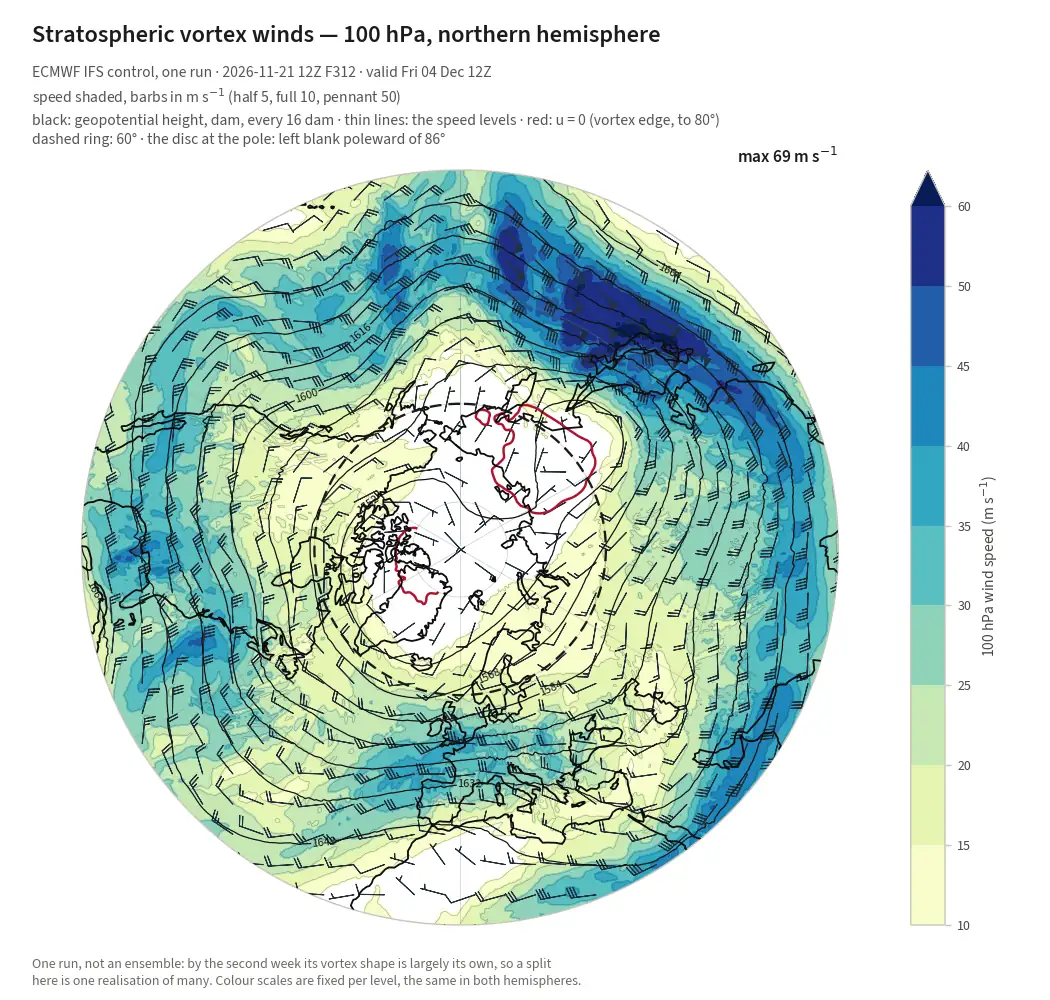 Stratospheric vortex winds — 100 hPa, northern hemisphere
ECMWF IFS control, one run · 2026-11-21 12Z F312 · valid Fri 04 Dec 12Z
speed shaded, barbs in m s⁻¹ (half 5, full 10, pennant 50)
black: geopotential height, dam, every 16 dam · thin lines: the speed levels · red: u = 0 (vortex edge, to 80°)
dashed ring: 60° · the disc at the pole: left blank poleward of 86°
max 69 m s⁻¹
60
50
45
40
35
30
25
20
15
10
100 hPa wind speed (m s⁻¹)
1616
1600
1568
1584
1632
One run, not an ensemble: by the second week its vortex shape is largely its own, so a split
here is one realisation of many. Colour scales are fixed per level, the same in both hemispheres.